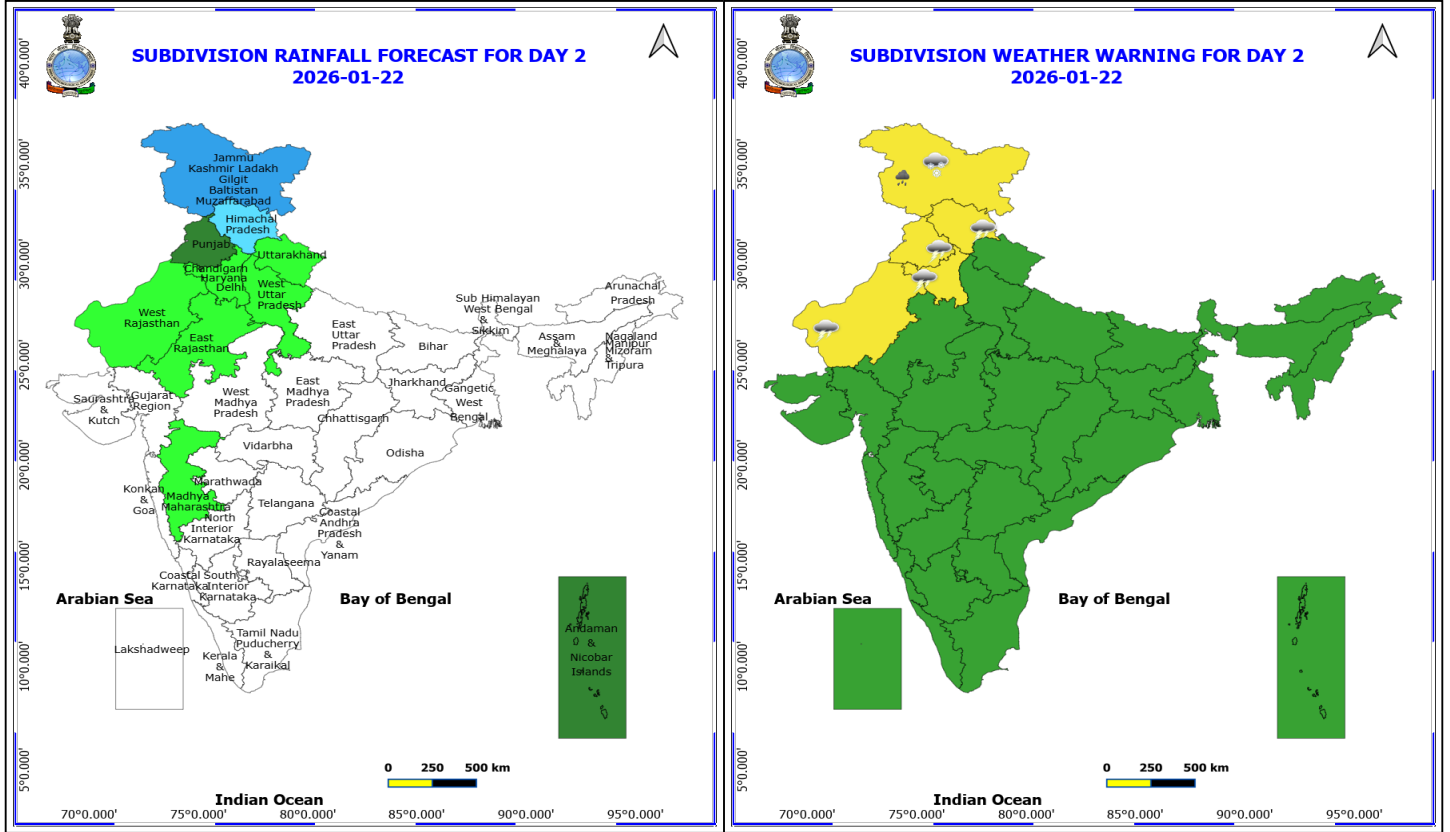 SUBDIVISION RAINFALL FORECAST FOR DAY 2
2026-01-22
40°0.000'
35°0.000'
30°0.000'
25°0.000'
20°0.000'
15°0.000'
10°0.000'
5°0.000'
Jammu
Kashmir Ladakh
Gilgit
Baltistan
Muzaffarabad
Himachal
Pradesh
Punjab
Uttarakhand
Chandigarh
Haryana
Delhi
West
Uttar
Pradesh
West
Rajasthan
East
Rajasthan
East
Uttar
Pradesh
Bihar
Sub Himalayan
West Bengal
&
Sikkim
Arunachal
Pradesh
Assam
&
Meghalaya
Nagaland
Manipur
Mizoram
&
Tripura
Saurashtra
&
Kutch
Gujarat
Region
West
Madhya
Pradesh
East
Madhya
Pradesh
Jharkhand
Gangetic
West
Bengal
Chhattisgarh
Vidarbha
Odisha
Konkan
&
Goa
Madhya
Maharashtra
Marathwada
Telangana
North
Interior
Karnataka
Coastal
Andhra
Pradesh
&
Yanam
Rayalaseema
Coastal
Karnataka
South
Interior
Karnataka
Tamil Nadu
Puducherry
&
Karaikal
Kerala
&
Mahe
Lakshadweep
Andaman
&
Nicobar
Islands
Arabian Sea
Bay of Bengal
Indian Ocean
0 250 500 km
70°0.000' 75°0.000' 80°0.000' 85°0.000' 90°0.000' 95°0.000'
SUBDIVISION WEATHER WARNING FOR DAY 2
2026-01-22
40°0.000'
35°0.000'
30°0.000'
25°0.000'
20°0.000'
15°0.000'
10°0.000'
5°0.000'
Arabian Sea
Bay of Bengal
Indian Ocean
0 250 500 km
70°0.000' 75°0.000' 80°0.000' 85°0.000' 90°0.000' 95°0.000'